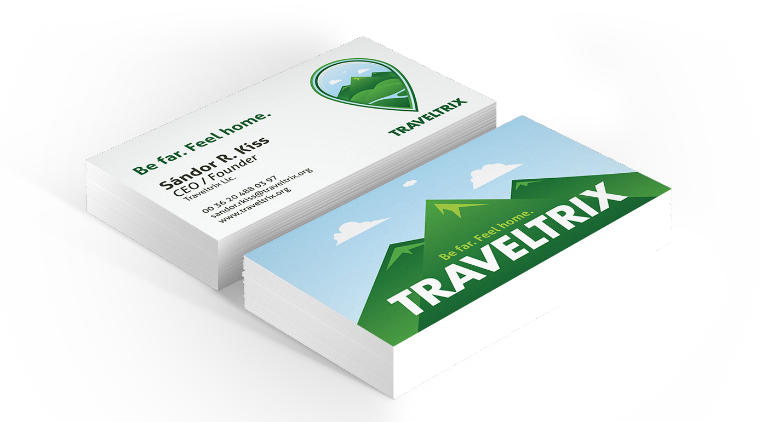 TRAVELTRIX
Be far. Feel home.
Sándor R. Kiss
CEO / Founder
Traveltrix Llc.
00 36 20 488 03 97
sandor.rkiss@traveltrix.org
www.traveltrix.org
Be far. Feel home.
TRAVELTRIX